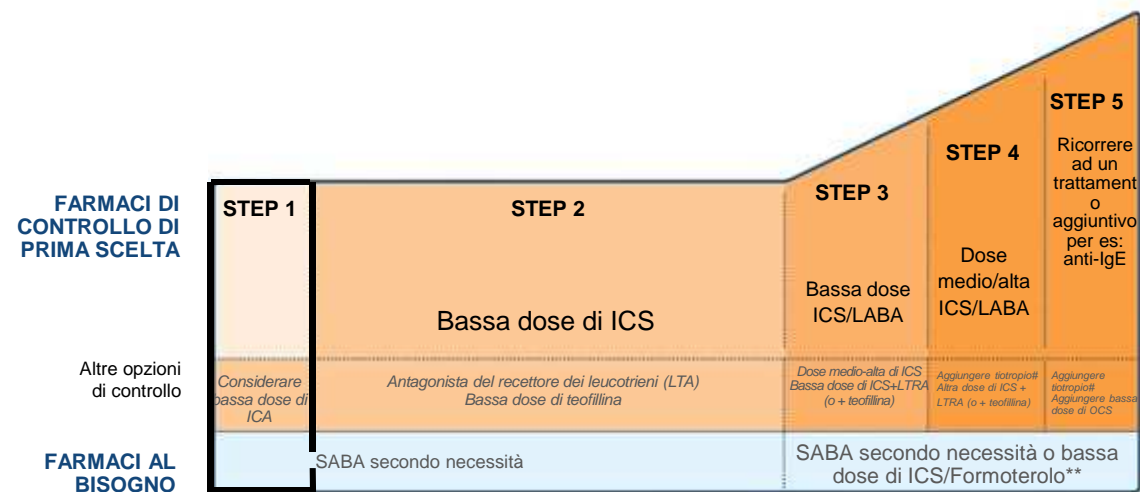 STEP 5
Ricorrere
ad un
trattament
o
aggiuntivo
per es:
anti-IgE
STEP 4
Dose
medio/alta
ICS/LABA
STEP 3
Bassa dose
ICS/LABA
FARMACI DI
CONTROLLO DI
PRIMA SCELTA
STEP 1
STEP 2
Bassa dose di ICS
Altre opzioni
di controllo
Considerare
bassa dose di
ICA
Antagonista del recettore dei leucotrieni (LTA)
Bassa dose di teofillina
Dose medio-alta di ICS
Bassa dose di ICS+LTRA
(o + teofillina)
Aggiungere tiotropio#
Altra dose di ICS +
LTRA (o + teofillina)
Aggiungere
tiotropio#
Aggiungere bassa
dose di OCS
FARMACI AL
BISOGNO
SABA secondo necessità
SABA secondo necessità o bassa
dose di ICS/Formoterolo**